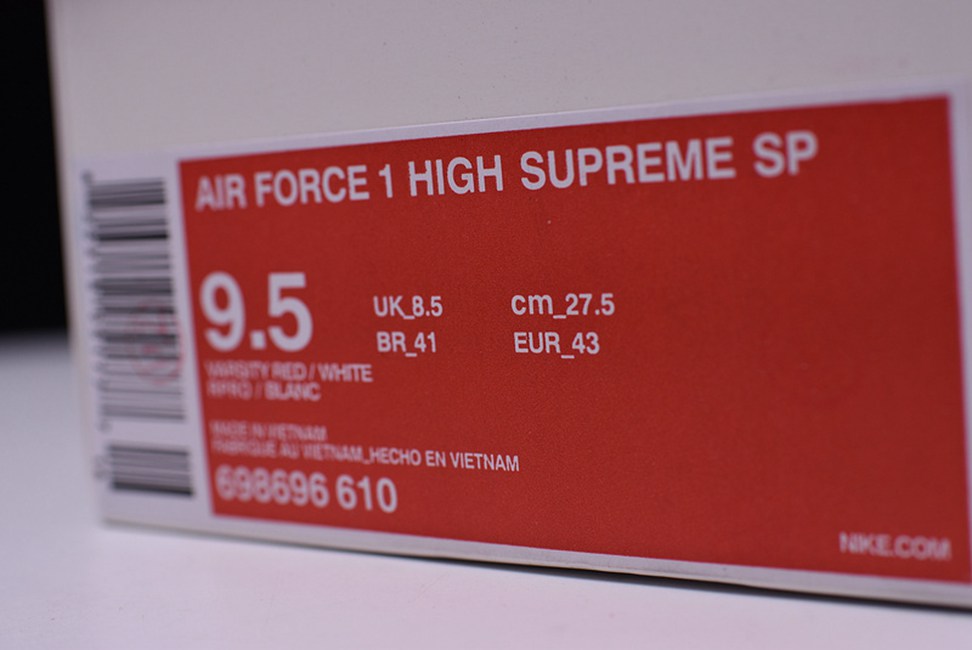 AIR FORCE 1 HIGH SUPREME SP
9.5
UK_8.5 cm_27.5
BR_41 EUR_43
VARSITY RED / WHITE
/ BLANC
MADE IN VIETNAM
FABRIQUE AU VIETNAM_HECHO EN VIETNAM
698696 610
NIKE.COM